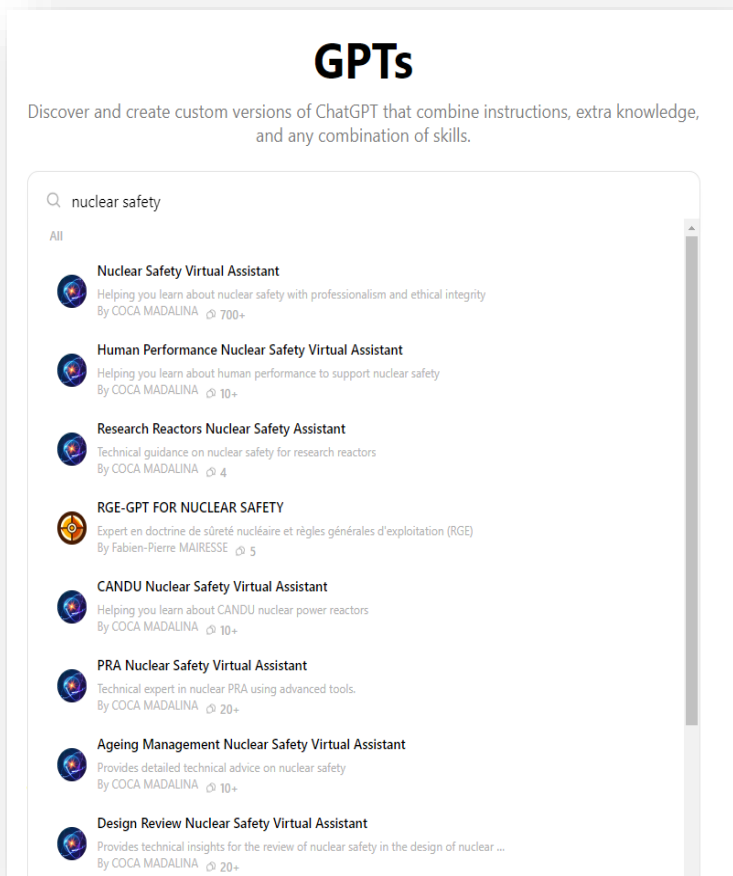 GPTs
Discover and create custom versions of ChatGPT that combine instructions, extra knowledge,
and any combination of skills.
nuclear safety
All
Nuclear Safety Virtual Assistant
Helping you learn about nuclear safety with professionalism and ethical integrity
By COCA MADALINA 700+
Human Performance Nuclear Safety Virtual Assistant
Helping you learn about human performance to support nuclear safety
By COCA MADALINA 10+
Research Reactors Nuclear Safety Assistant
Technical guidance on nuclear safety for research reactors
By COCA MADALINA 4
RGE-GPT FOR NUCLEAR SAFETY
Expert en doctrine de sûreté nucléaire et règles générales d'exploitation (RGE)
By Fabien-Pierre MAIRESSE 5
CANDU Nuclear Safety Virtual Assistant
Helping you learn about CANDU nuclear power reactors
By COCA MADALINA 10+
PRA Nuclear Safety Virtual Assistant
Technical expert in nuclear PRA using advanced tools.
By COCA MADALINA 20+
Ageing Management Nuclear Safety Virtual Assistant
Provides detailed technical advice on nuclear safety
By COCA MADALINA 10+
Design Review Nuclear Safety Virtual Assistant
Provides technical insights for the review of nuclear safety in the design of nuclear ...
By COCA MADALINA 20+